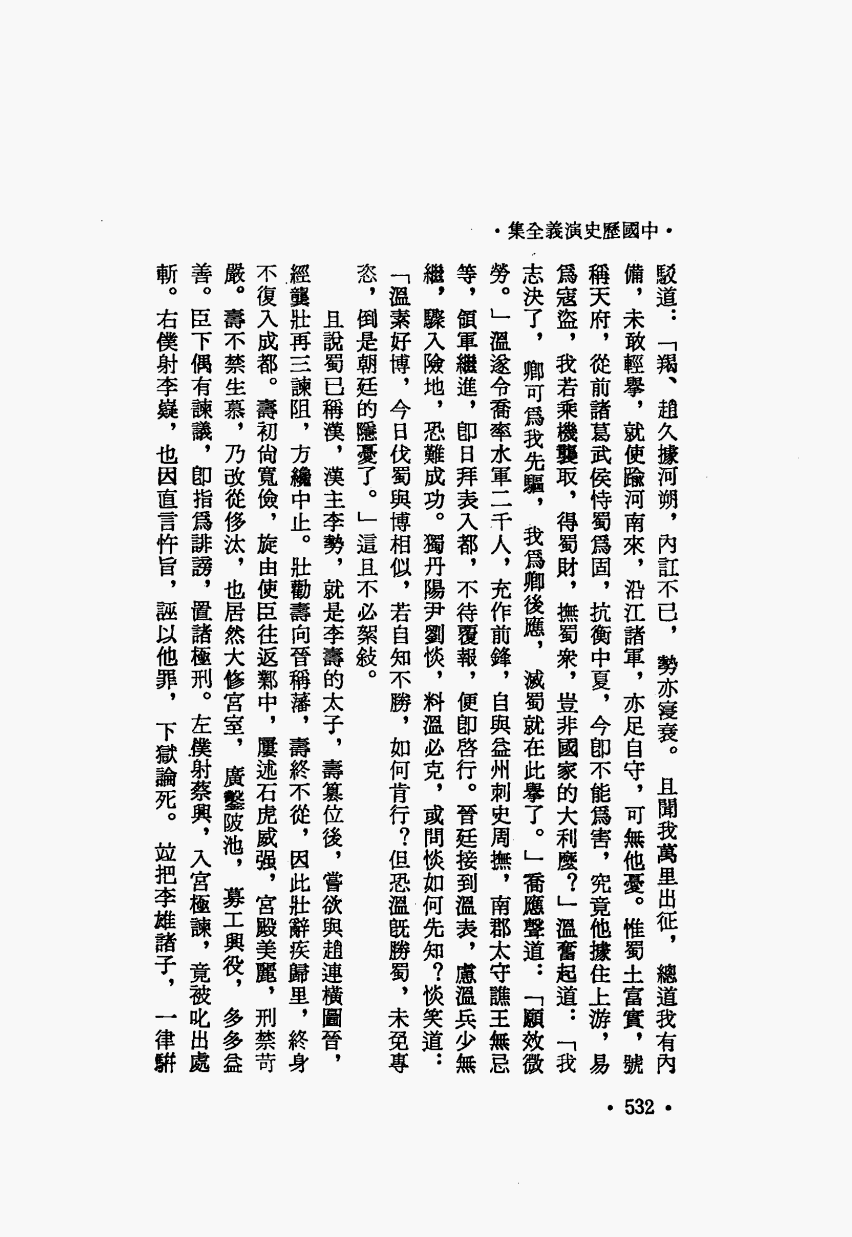 •中國歷史演義全集•
駁道：「羯、趙久據河朔，內訌不已，勢亦寖衰。且聞我萬里出征，總道我有內
備，未敢輕擧，就使踰河南來，沿江諸軍，亦足自守，可無他憂。惟蜀土富實，號
稱天府，從前諸葛武侯恃蜀爲固，抗衡中夏，今卽不能爲害，究竟他據住上游，易
爲寇盜，我若乘機襲取，得蜀財，撫蜀衆，豈非國家的大利麼？」溫奮起道：「我
志決了，卿可爲我先驅，我爲卿後應，滅蜀就在此擧了。」喬應聲道：「願效微
勞。」溫遂令喬率水軍二千人，充作前鋒，自與益州刺史周撫，南郡太守譙王無忌
等，領軍繼進，卽日拜表入都，不待覆報，便卽啓行。晉廷接到溫表，慮溫兵少無
繼，驟入險地，恐難成功。獨丹陽尹劉惔，料溫必克，或問惔如何先知？惔笑道：
「溫素好博，今日伐蜀與博相似，若自知不勝，如何肯行？但恐溫旣勝蜀，未免專
恣，倒是朝廷的隱憂了。」這且不必絮敍。
且說蜀已稱漢，漢主李勢，就是李壽的太子，壽篡位後，嘗欲與趙連橫圖晉，
經龔壯再三諫阻，方纔中止。壯勸壽向晉稱藩，壽終不從，因此壯辭疾歸里，終身
不復入成都。壽初尙寬儉，旋由使臣往返鄴中，屢述石虎威强，宮殿美麗，刑禁苛
嚴。壽不禁生慕，乃改從侈汰，也居然大修宮室，廣鑿陂池，募工興役，多多益
善。臣下偶有諫議，卽指爲誹謗，置諸極刑。左僕射蔡興，入宮極諫，竟被叱出處
斬。右僕射李嶷，也因直言忤旨，誣以他罪，下獄論死。竝把李雄諸子，一律駢
•532•